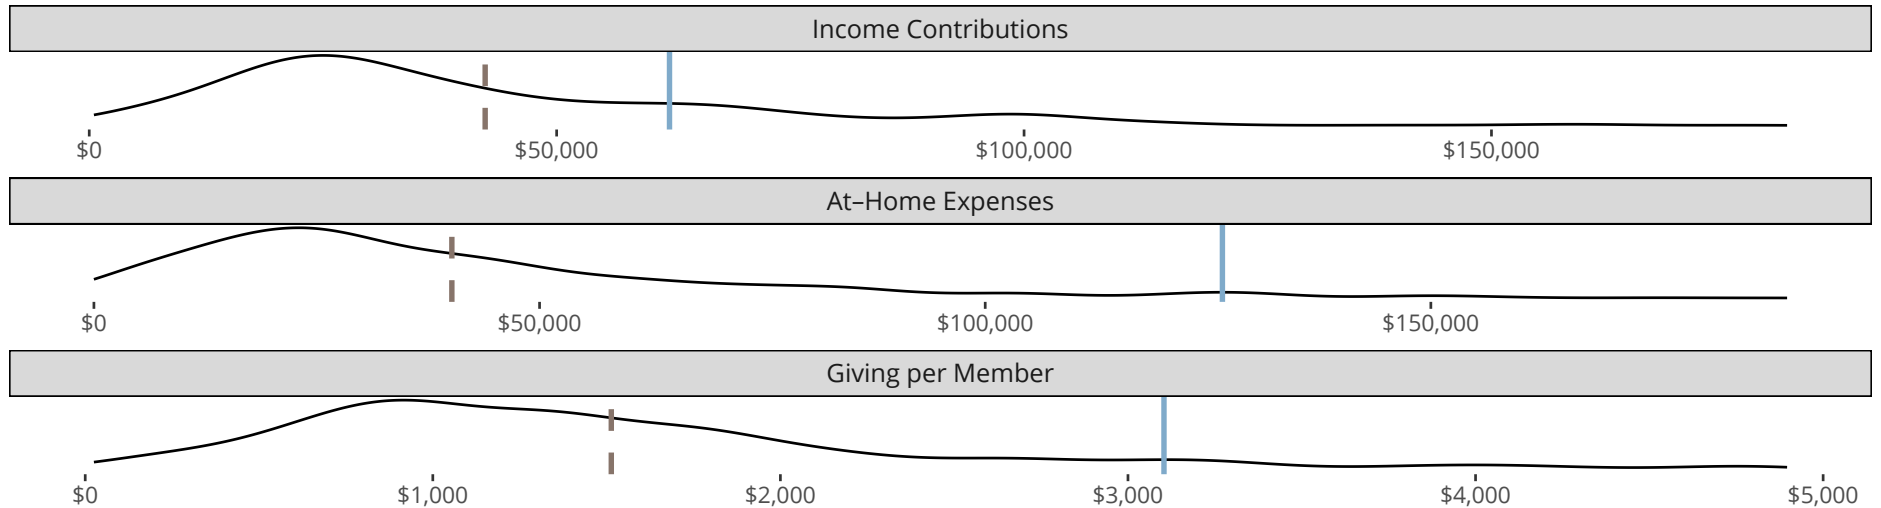 Income Contributions
$0 $50,000 $100,000 $150,000
At–Home Expenses
$0 $50,000 $100,000 $150,000
Giving per Member
$0 $1,000 $2,000 $3,000 $4,000 $5,000